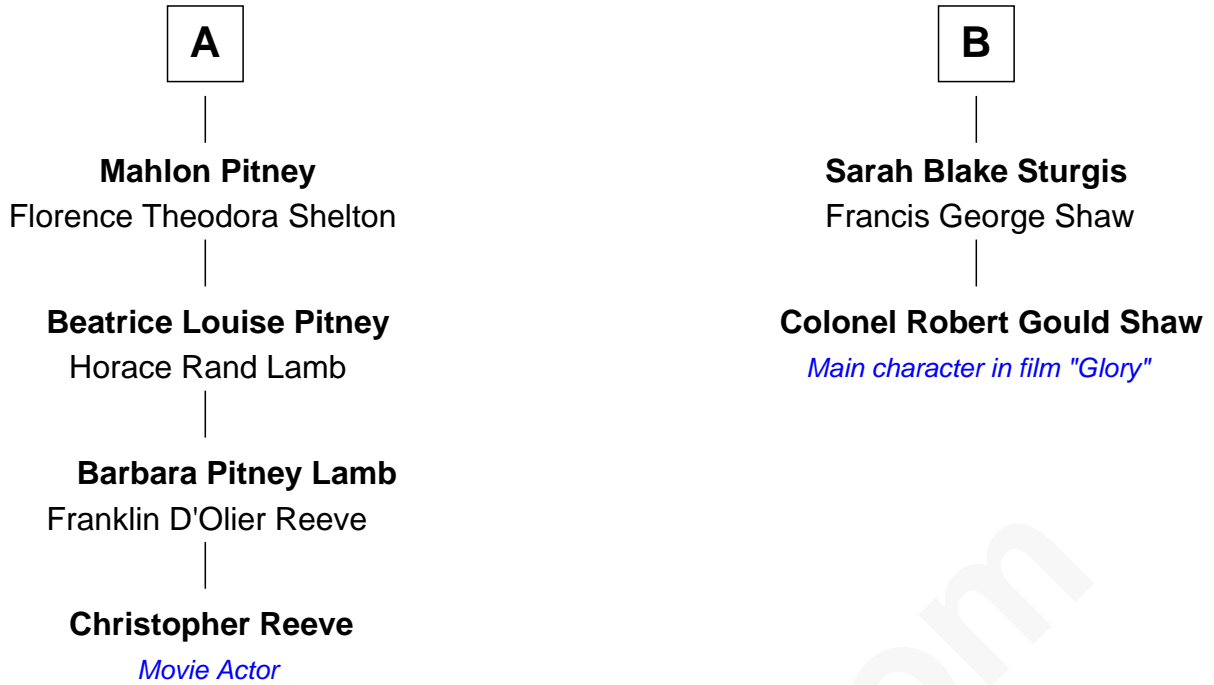 A
Mahlon Pitney
Florence Theodora Shelton
Beatrice Louise Pitney
Horace Rand Lamb
Barbara Pitney Lamb
Franklin D'Olier Reeve
Christopher Reeve
Movie Actor
B
Sarah Blake Sturgis
Francis George Shaw
Colonel Robert Gould Shaw
Main character in film "Glory"
om